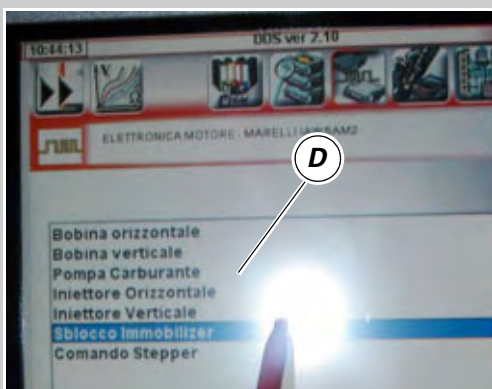 10:44:13
DDS ver 2.10
ELETTRONICA MOTORE - MARELLI
D
Bobina orizzontale
Bobina verticale
Pompa Carburante
Iniettore Orizzontale
Iniettore Verticale
Sblocco Immobilizer
Comando Stepper